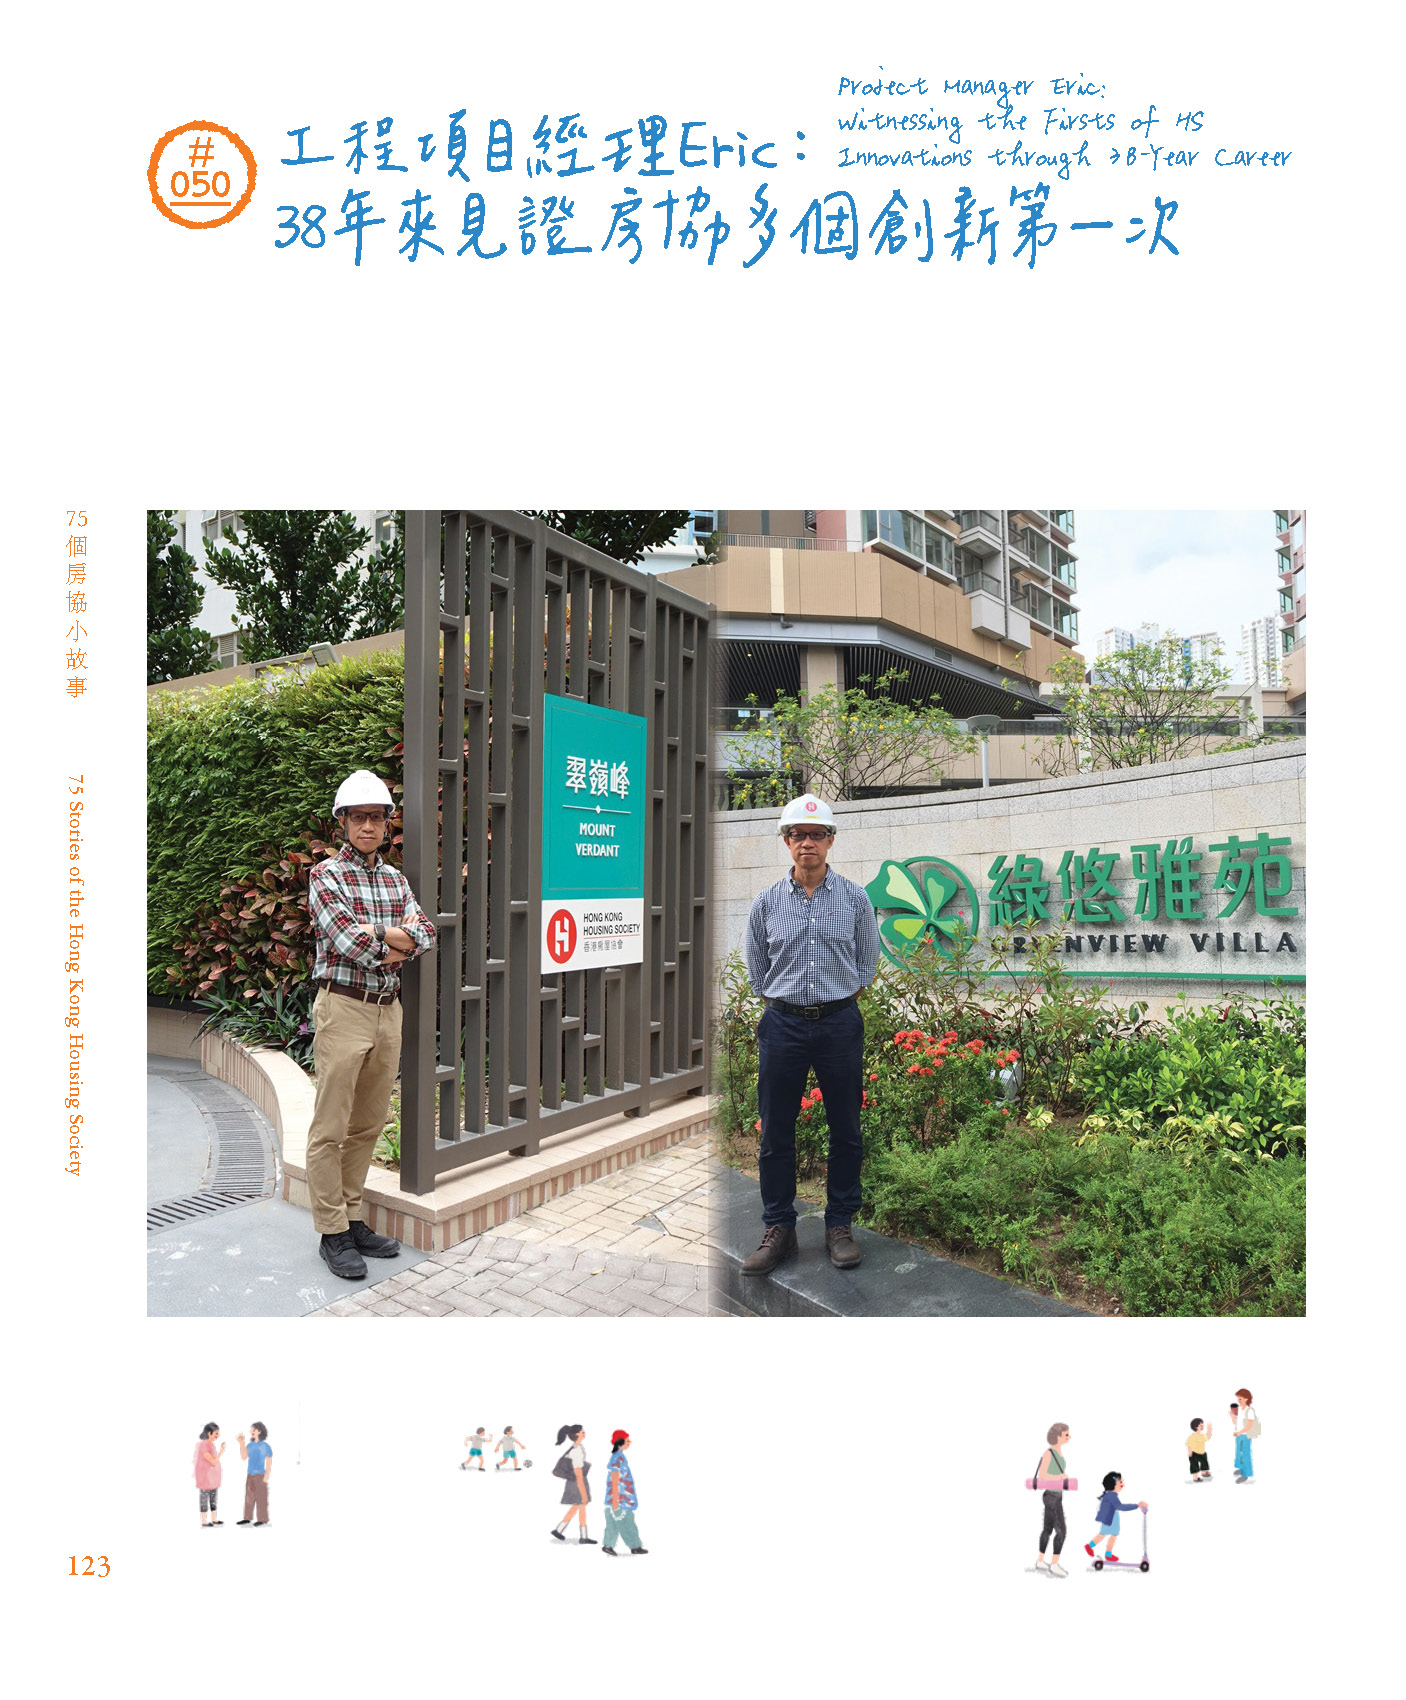 #
050
工程項目經理Eric：
38年來見證房協多個創新第一次
Project Manager Eric:
Witnessing the Firsts of HS
Innovations through 38-Year Career
75個房協小故事
75 Stories of the Hong Kong Housing Society
翠嶺峰
MOUNT
VERDANT
HONG KONG
HOUSING SOCIETY
香港房屋協會
綠悠雅苑
GREENVIEW VILLA
123